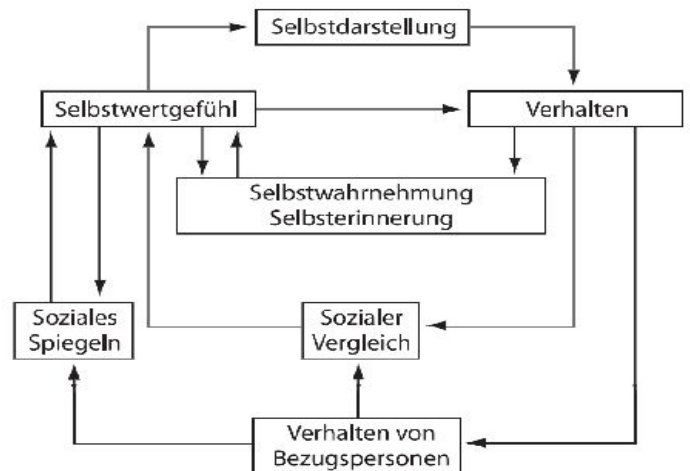 Selbstdarstellung
Selbstwertgefühl
Verhalten
Selbstwahrnehmung
Selbsterinnerung
Soziales
Spiegeln
Sozialer
Vergleich
Verhalten von
Bezugspersonen